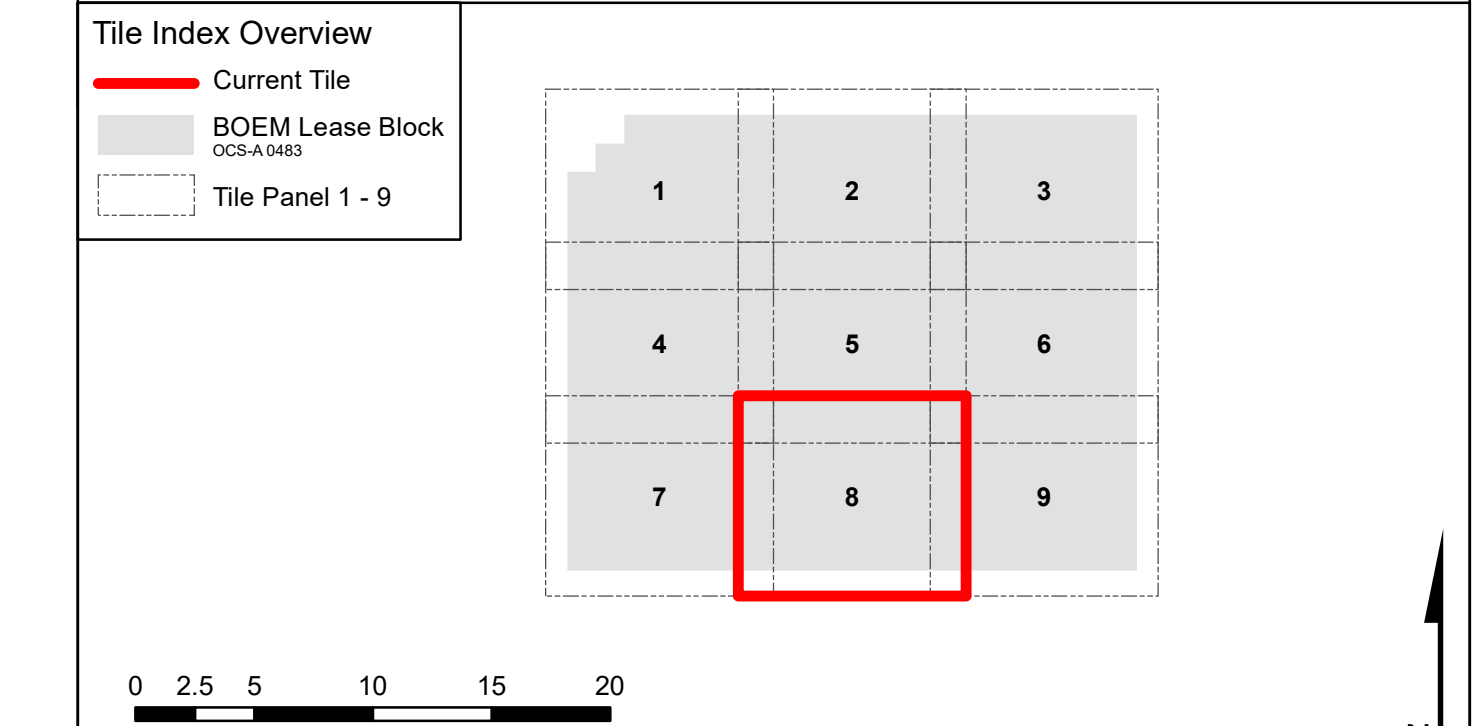 Tile Index Overview
Current Tile
BOEM Lease Block
OCS-A 0483
Tile Panel 1 - 9
1 2 3
4 5 6
7 8 9
0 2.5 5 10 15 20
N